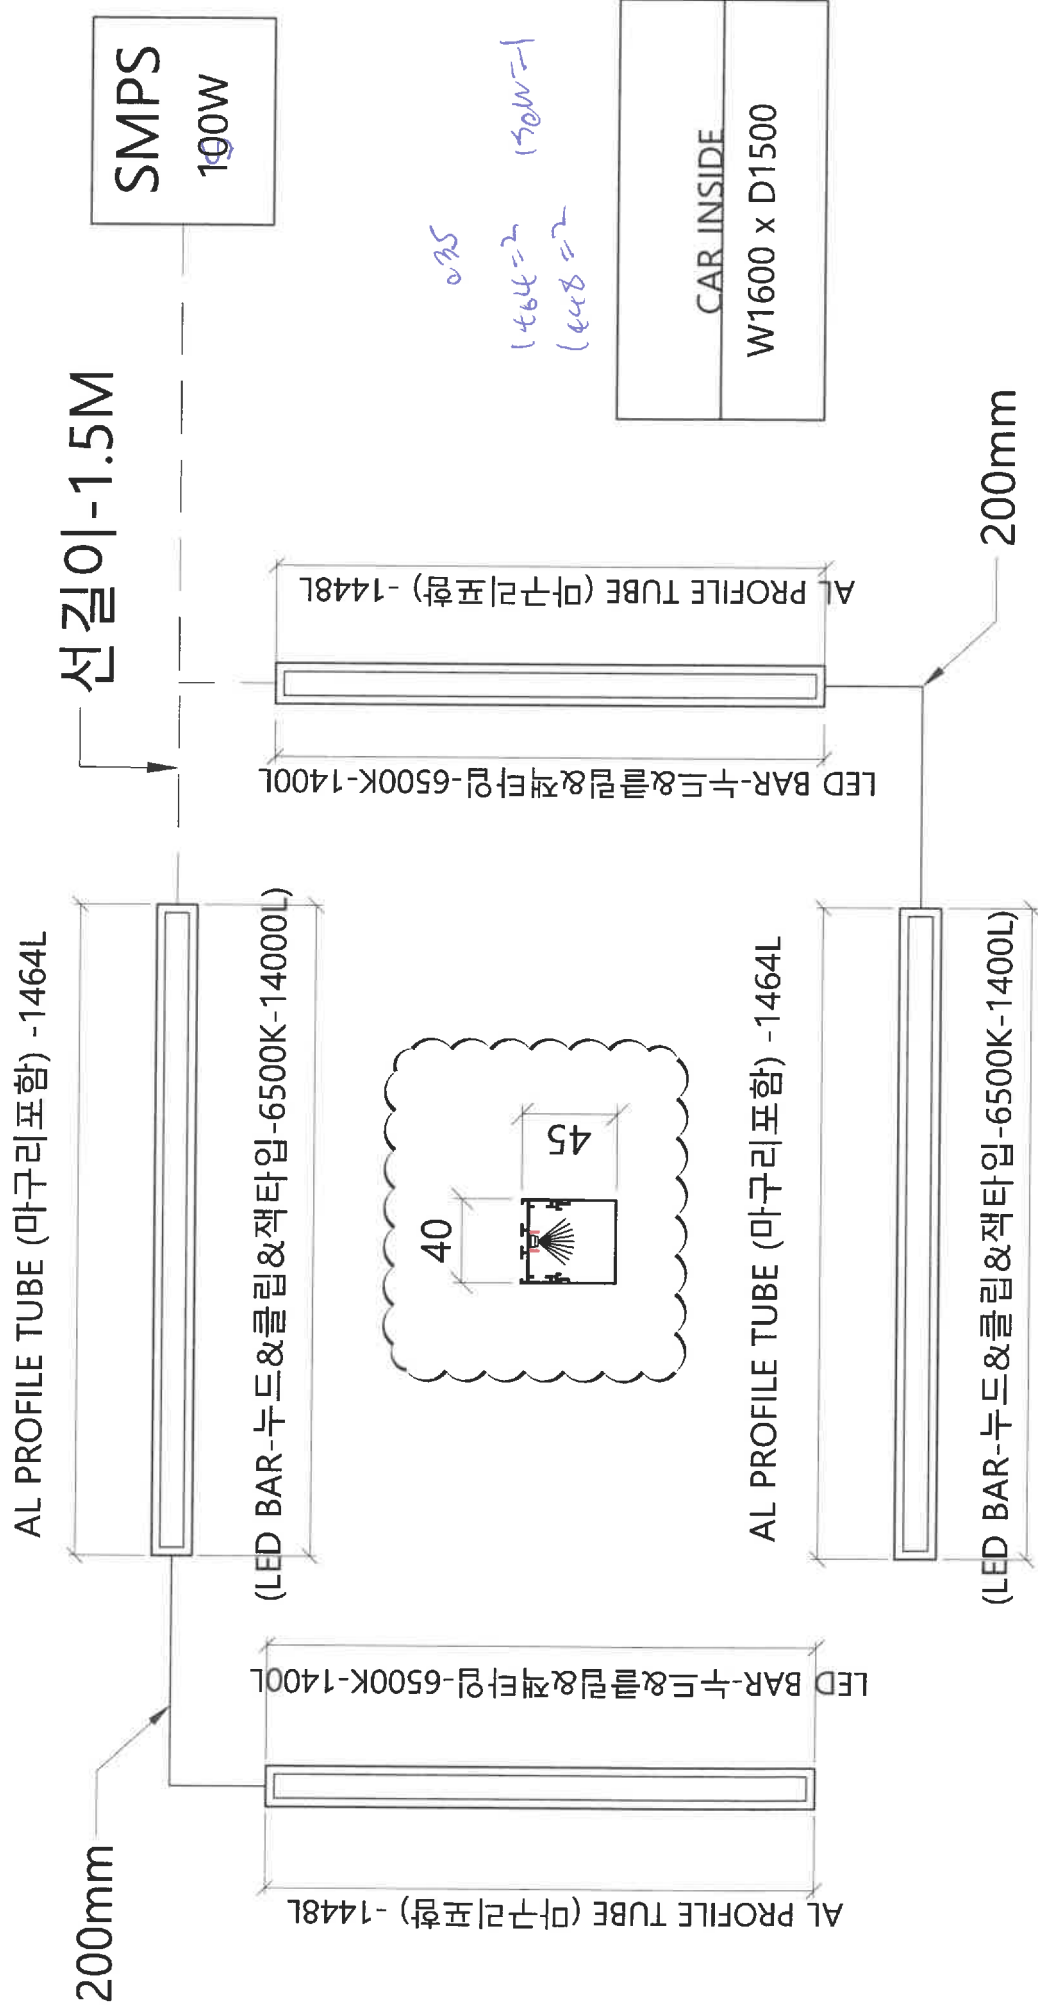 SMPS
100W
선길이-1.5M
AL PROFILE TUBE (마구리포함) -1464L
(LED BAR-누드&클립&잭타입-6500K-14000L)
200mm
AL PROFILE TUBE (마구리포함) -1448L
LED BAR-누드&클립&잭타입-6500K-1400L
40
45
LED BAR-누드&클립&잭타입-6500K-1400L
AL PROFILE TUBE (마구리포함) -1448L
AL PROFILE TUBE (마구리포함) -1464L
(LED BAR-누드&클립&잭타입-6500K-1400L)
200mm
035
1464=2
150W=1
1448=2
CAR INSIDE
W1600 x D1500